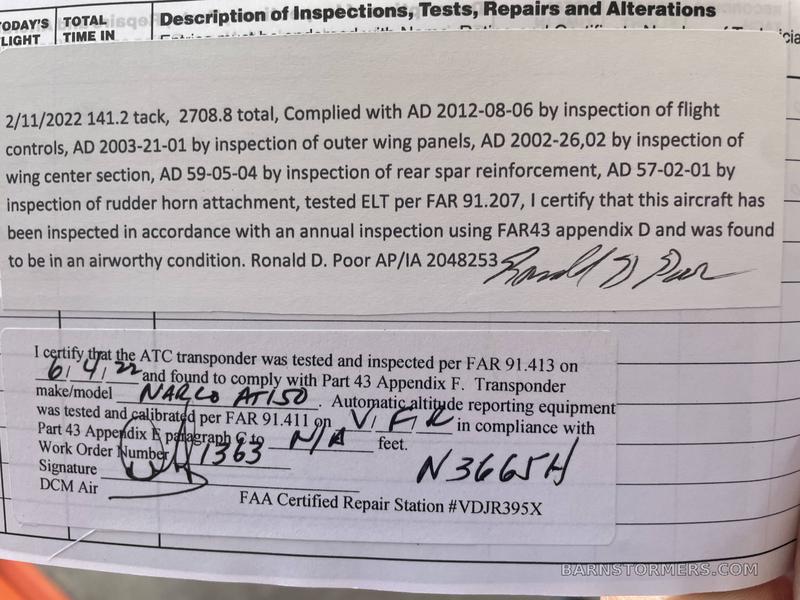 TODAY'S
FLIGHT
TOTAL
TIME IN
Description of Inspections, Tests, Repairs and Alterations
2/11/2022 141.2 tack, 2708.8 total, Complied with AD 2012-08-06 by inspection of flight
controls, AD 2003-21-01 by inspection of outer wing panels, AD 2002-26,02 by inspection of
wing center section, AD 59-05-04 by inspection of rear spar reinforcement, AD 57-02-01 by
inspection of rudder horn attachment, tested ELT per FAR 91.207, I certify that this aircraft has
been inspected in accordance with an annual inspection using FAR43 appendix D and was found
to be in an airworthy condition. Ronald D. Poor AP/IA 2048253 Ronald D Poor
I certify that the ATC transponder was tested and inspected per FAR 91.413 on
6/ 4/ 22 and found to comply with Part 43 Appendix F. Transponder
make/model NARCO AT150. Automatic altitude reporting equipment
was tested and calibrated per FAR 91.411 on V/ F/ R in compliance with
Part 43 Appendix E paragraph C to N/A feet.
Work Order Number 1363
N3665H
Signature
DCM Air
FAA Certified Repair Station #VDJR395X
BARNSTORMERS.COM